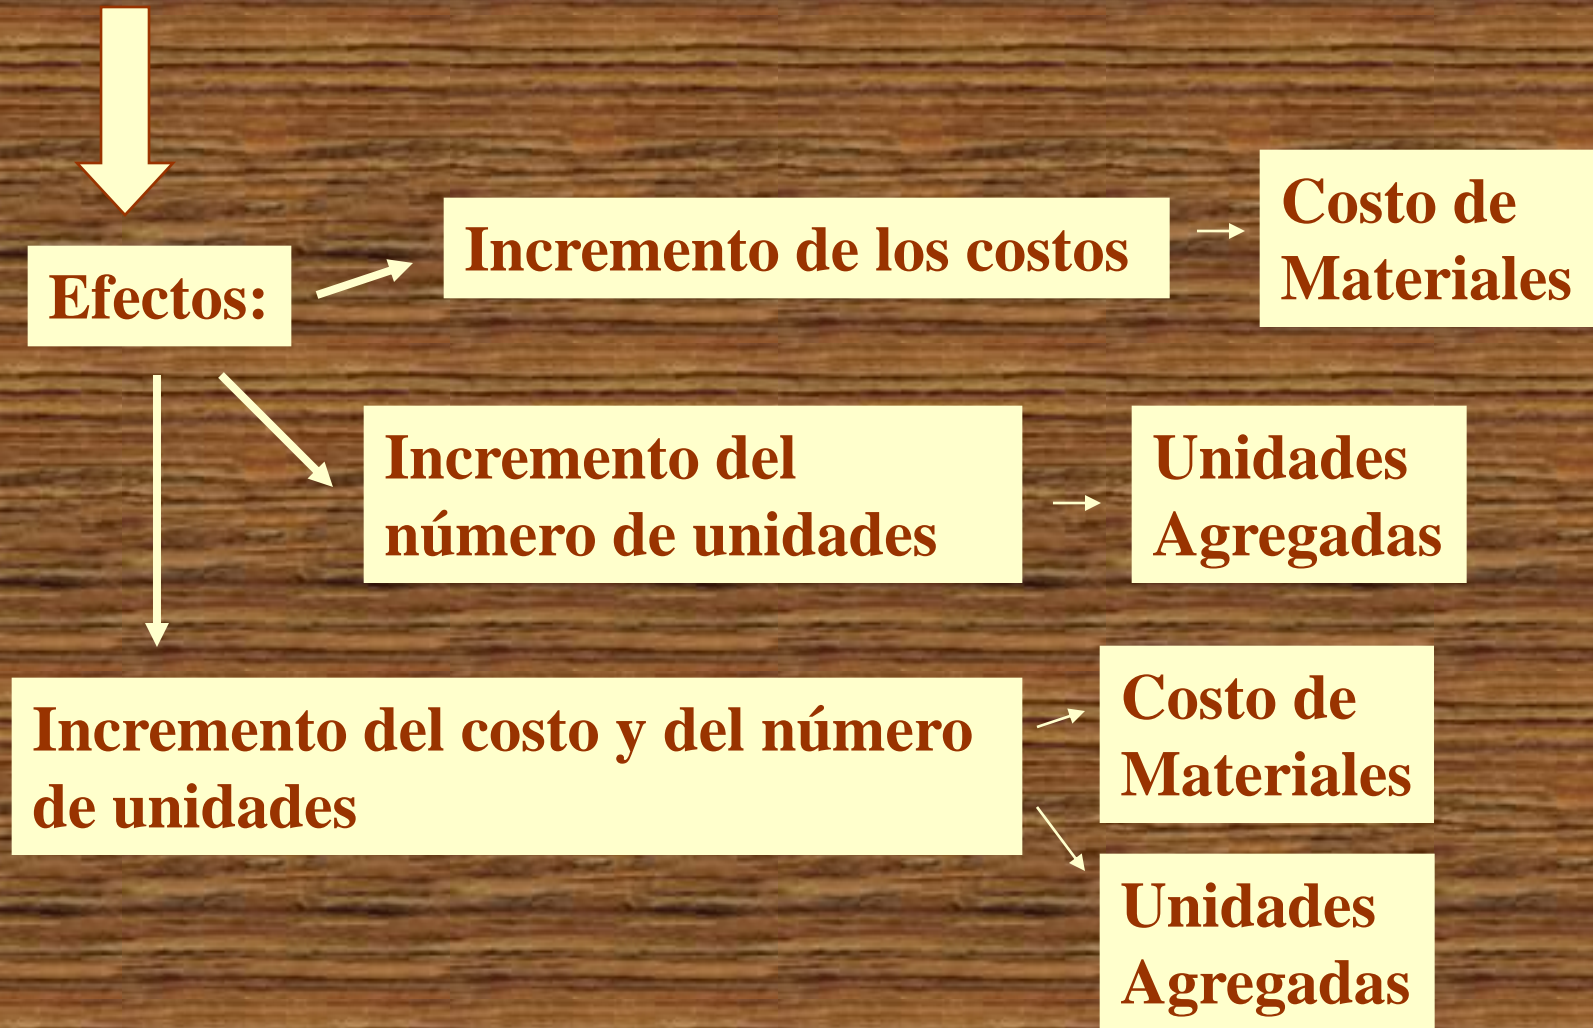 Efectos:
Incremento de los costos
Costo de
Materiales
Incremento del
número de unidades
Unidades
Agregadas
Incremento del costo y del número
de unidades
Costo de
Materiales
Unidades
Agregadas